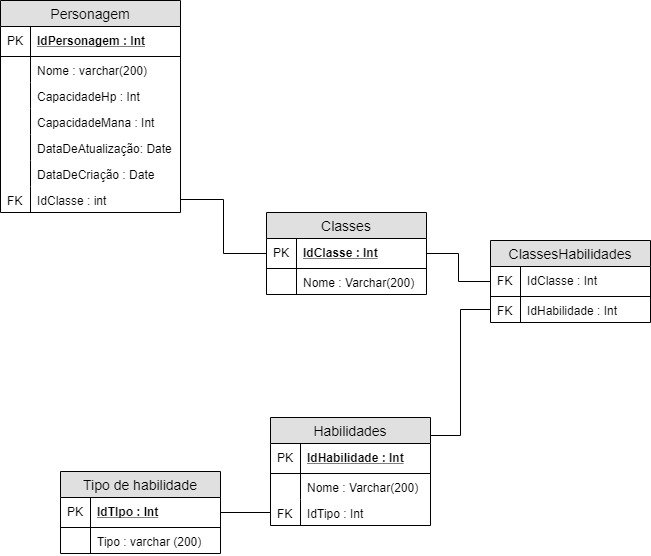 Personagem
PK IdPersonagem : Int
Nome : varchar(200)
CapacidadeHp : Int
CapacidadeMana : Int
DataDeAtualização: Date
DataDeCriação : Date
FK IdClasse : int
Classes
PK IdClasse : Int
Nome : Varchar(200)
ClassesHabilidades
FK IdClasse : Int
FK IdHabilidade : Int
Habilidades
PK IdHabilidade : Int
Nome : Varchar(200)
FK IdTipo : Int
Tipo de habilidade
PK IdTipo : Int
Tipo : varchar (200)